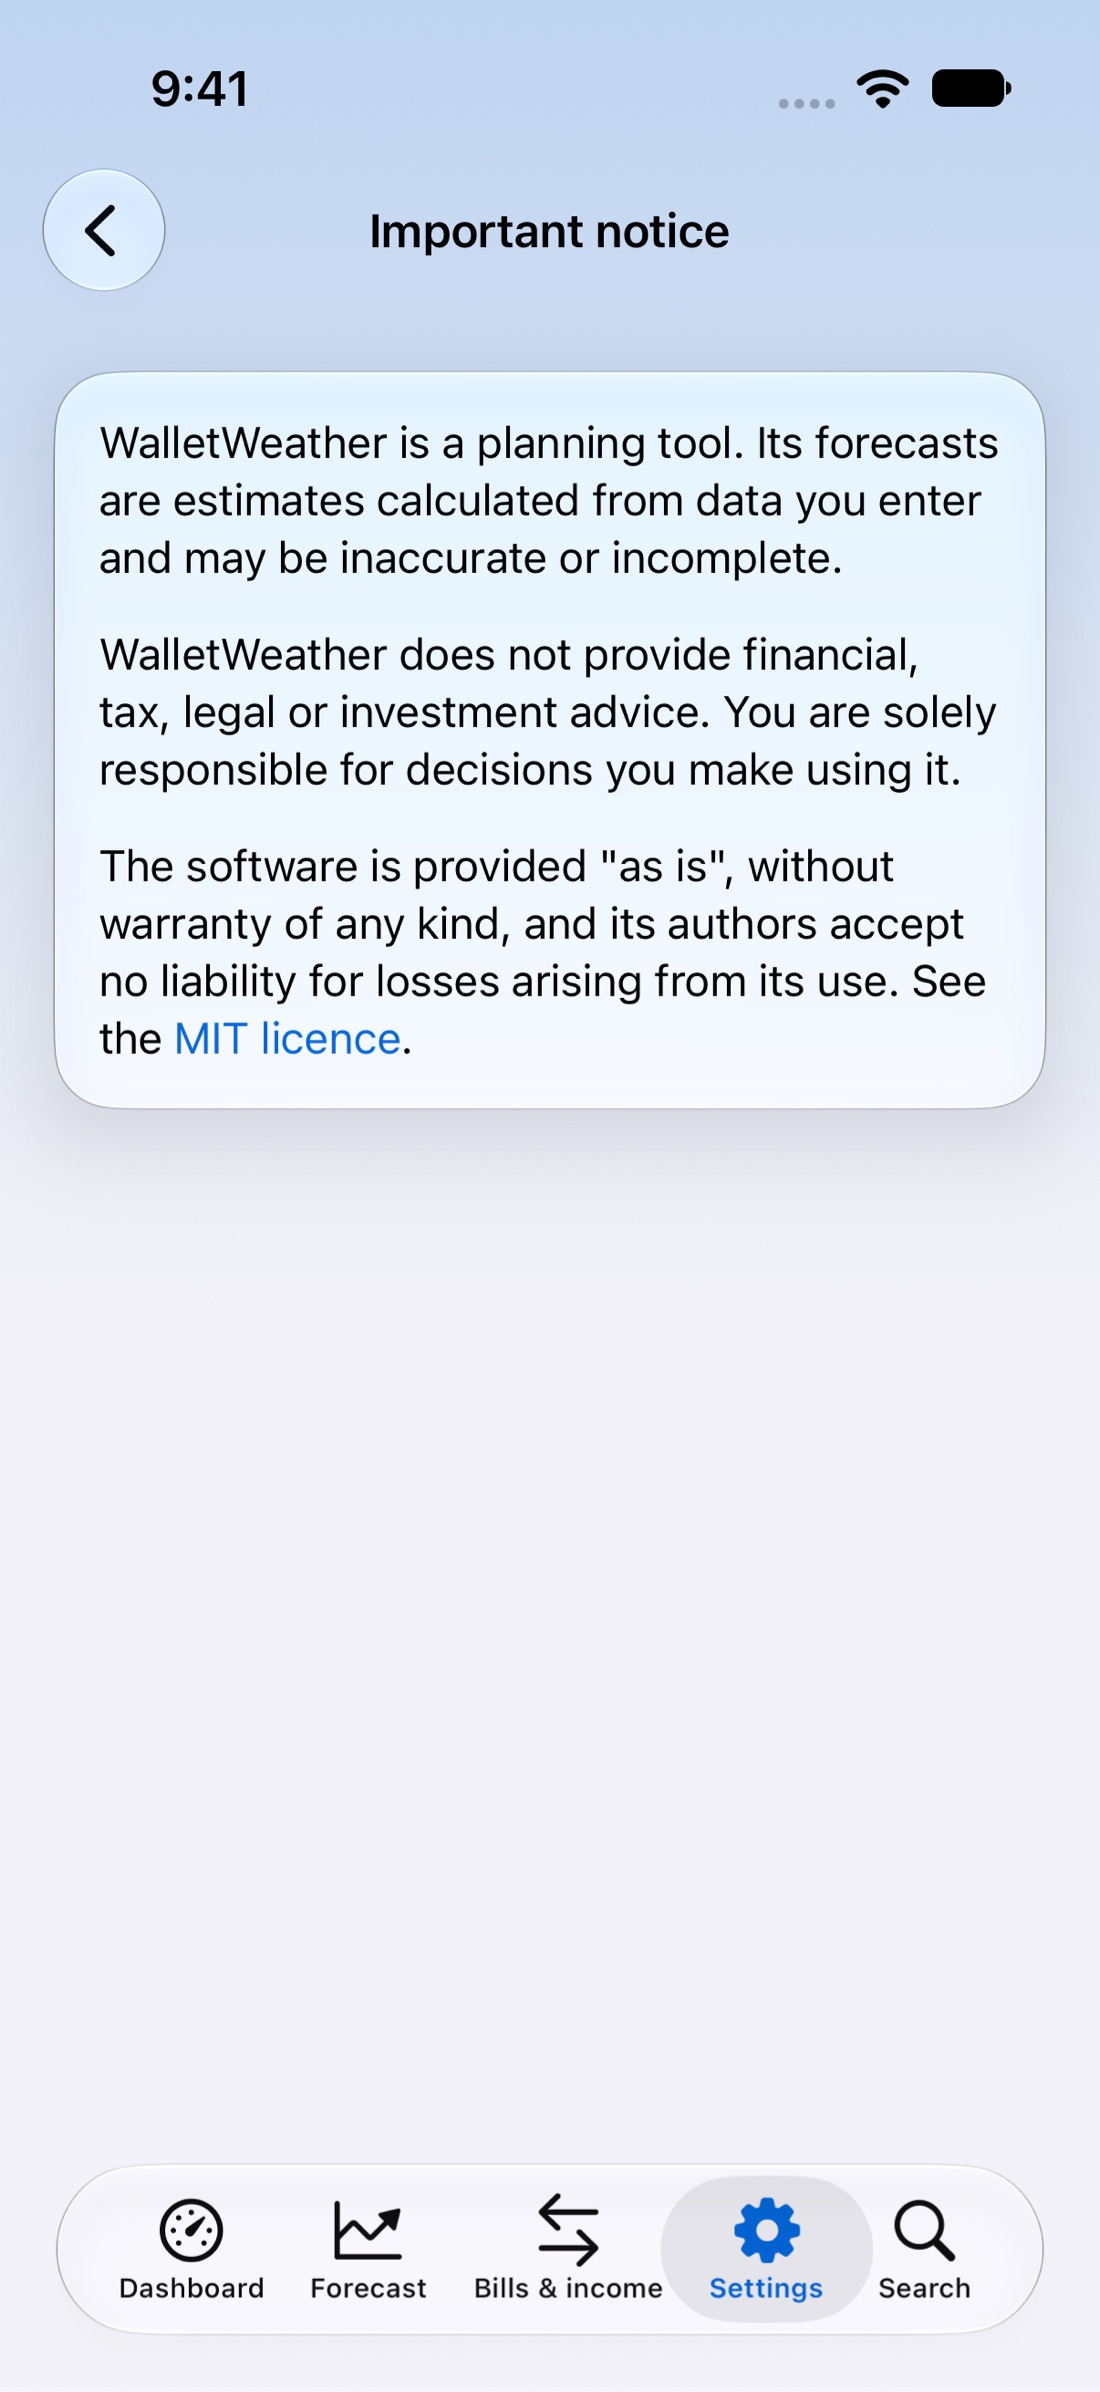 9:41
Important notice
WalletWeather is a planning tool. Its forecasts
are estimates calculated from data you enter
and may be inaccurate or incomplete.
WalletWeather does not provide financial,
tax, legal or investment advice. You are solely
responsible for decisions you make using it.
The software is provided "as is", without
warranty of any kind, and its authors accept
no liability for losses arising from its use. See
the MIT licence.
Dashboard
Forecast
Bills & income
Settings
Search